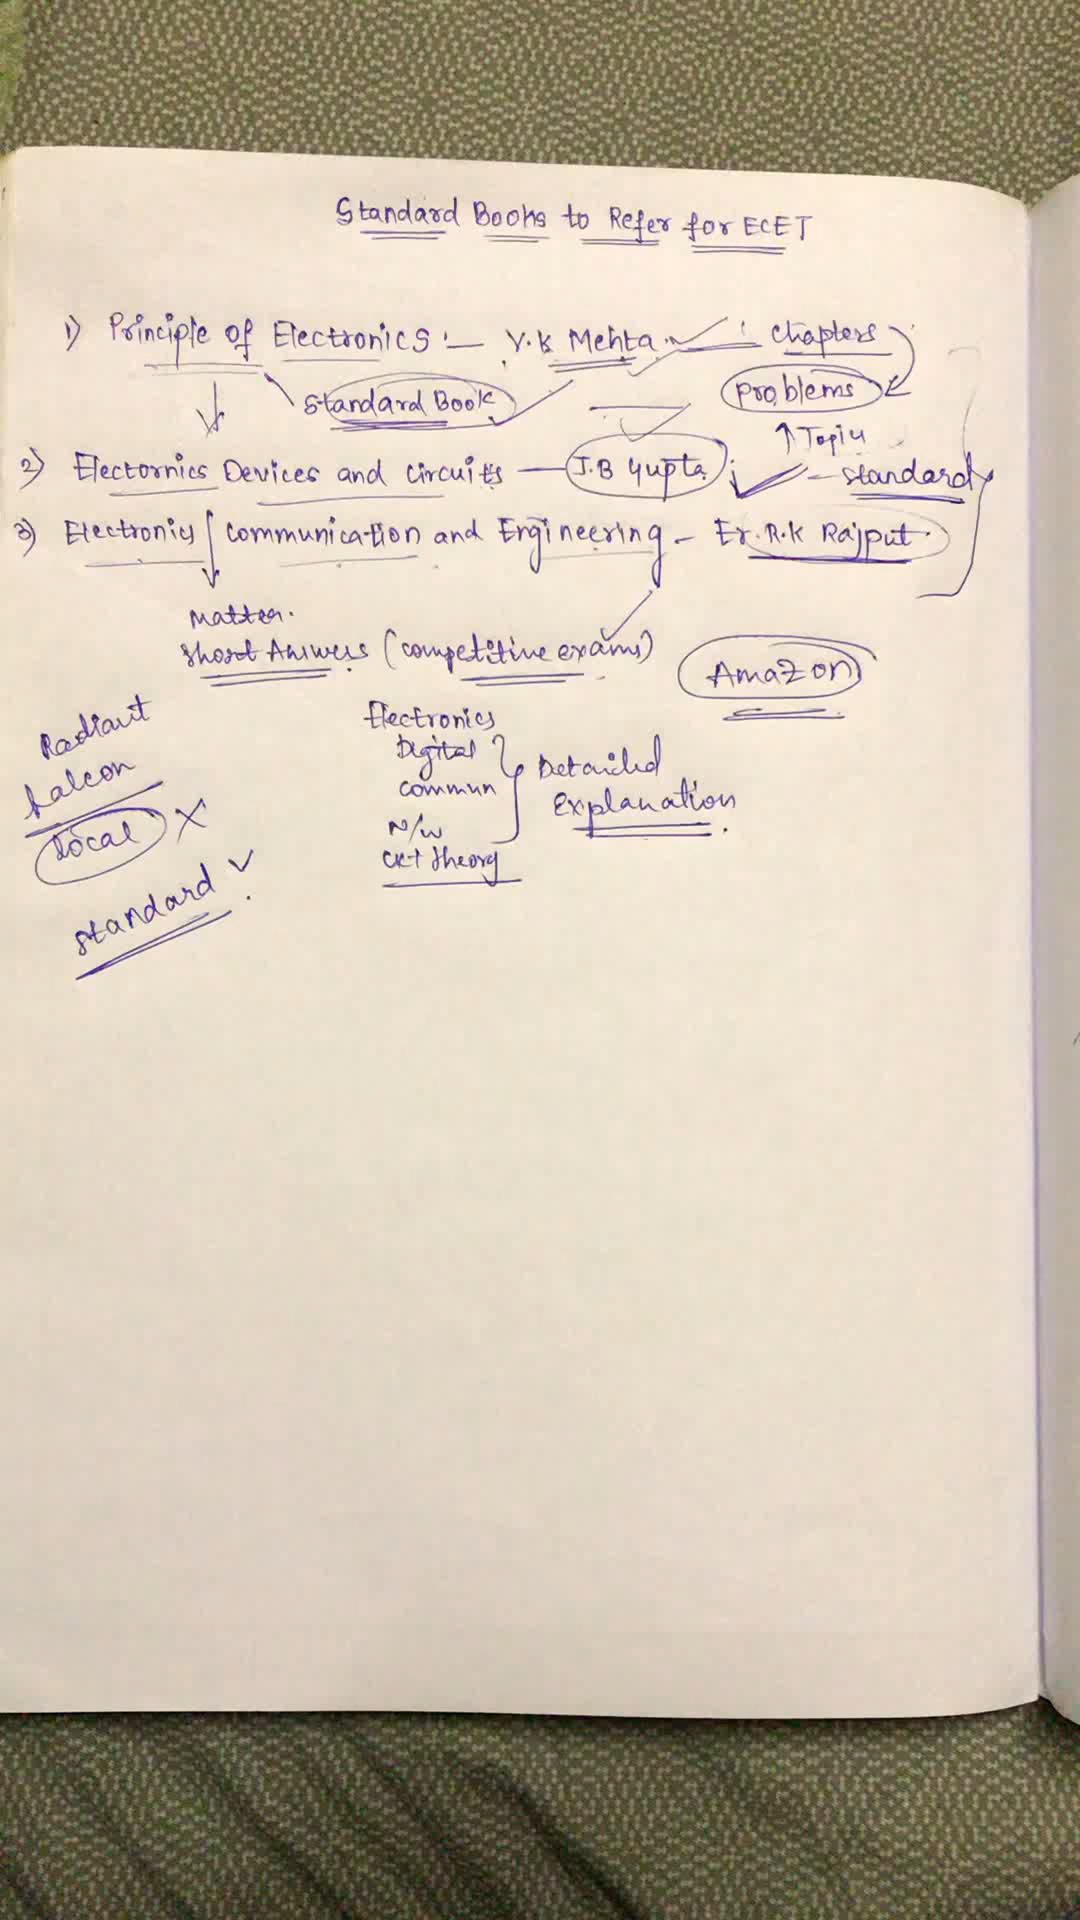 Standard Books to Refer for ECET
1) Principle of Electronics :- V.K Mehta : chapters
Standard Book problems
↑ Topic
2) Electornics Devices and Circuits - J.B Gupta - standard
3) Electronics communication and Engineering - Er. R.K Rajput
Matter.
Short Answers (competitive exams)
Amazon
Radiant
falcon
local X
standard ✓
Electronics
Digital
commun
N/W
CKT theory
Detailed
Explanation